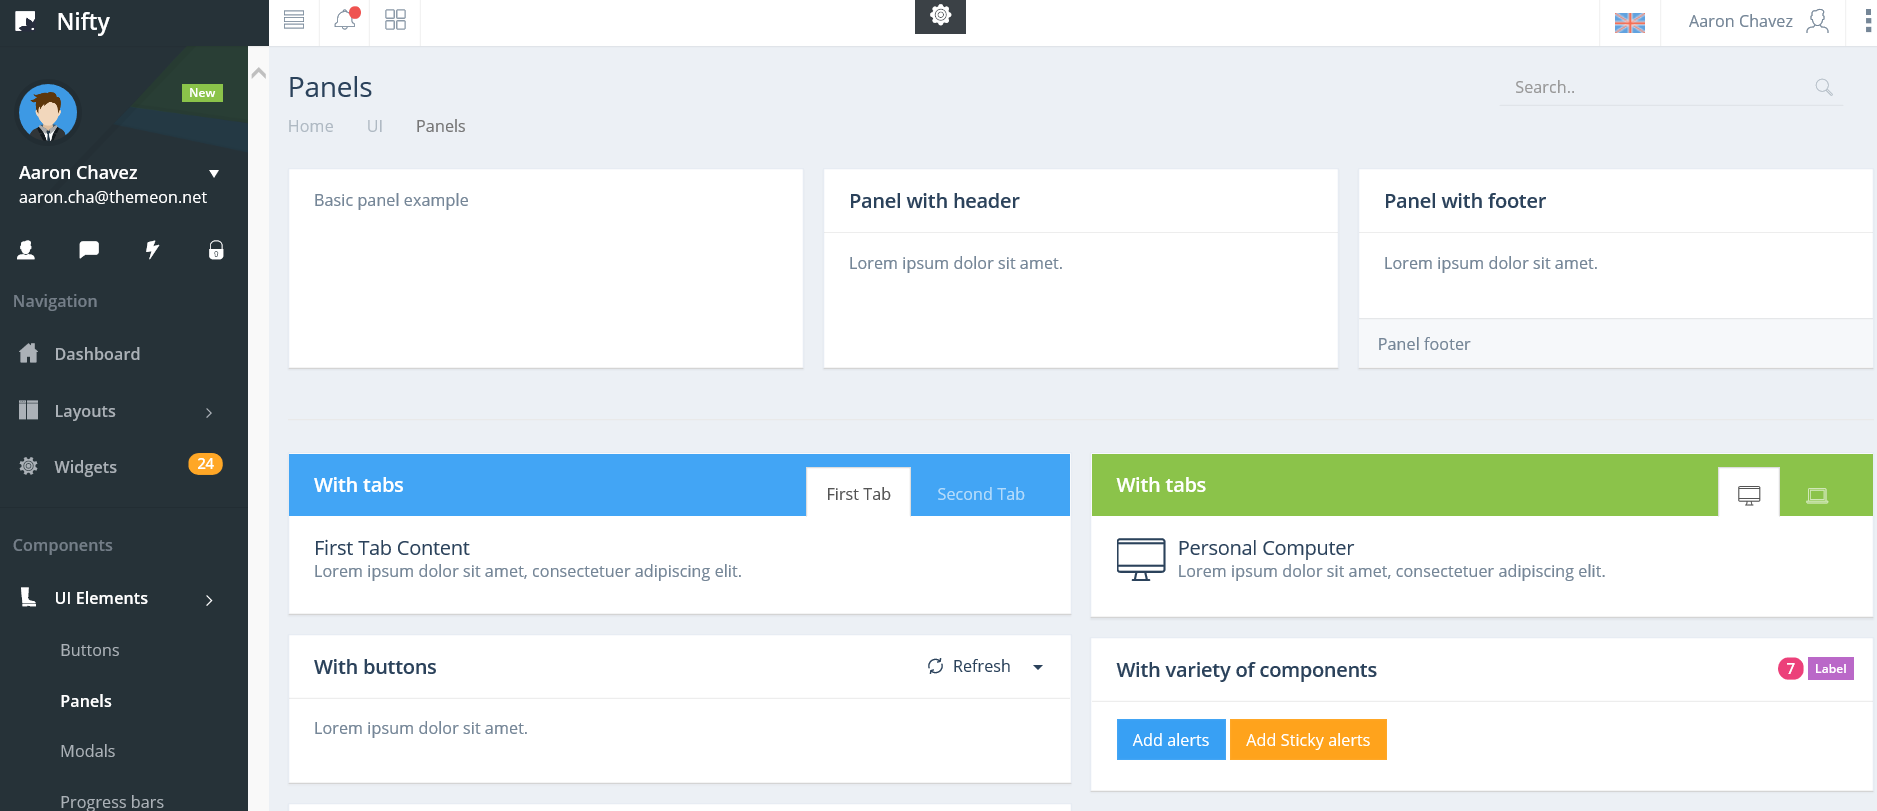 Nifty
Aaron Chavez
New
Aaron Chavez
aaron.cha@themeon.net
Navigation
Dashboard
Layouts
Widgets 24
Components
UI Elements
Buttons
Panels
Modals
Progress bars
Panels
Search..
Home UI Panels
Basic panel example
Panel with header
Lorem ipsum dolor sit amet.
Panel with footer
Lorem ipsum dolor sit amet.
Panel footer
With tabs First Tab Second Tab
First Tab Content
Lorem ipsum dolor sit amet, consectetuer adipiscing elit.
With tabs
Personal Computer
Lorem ipsum dolor sit amet, consectetuer adipiscing elit.
With buttons Refresh
Lorem ipsum dolor sit amet.
With variety of components 7 Label
Add alerts Add Sticky alerts